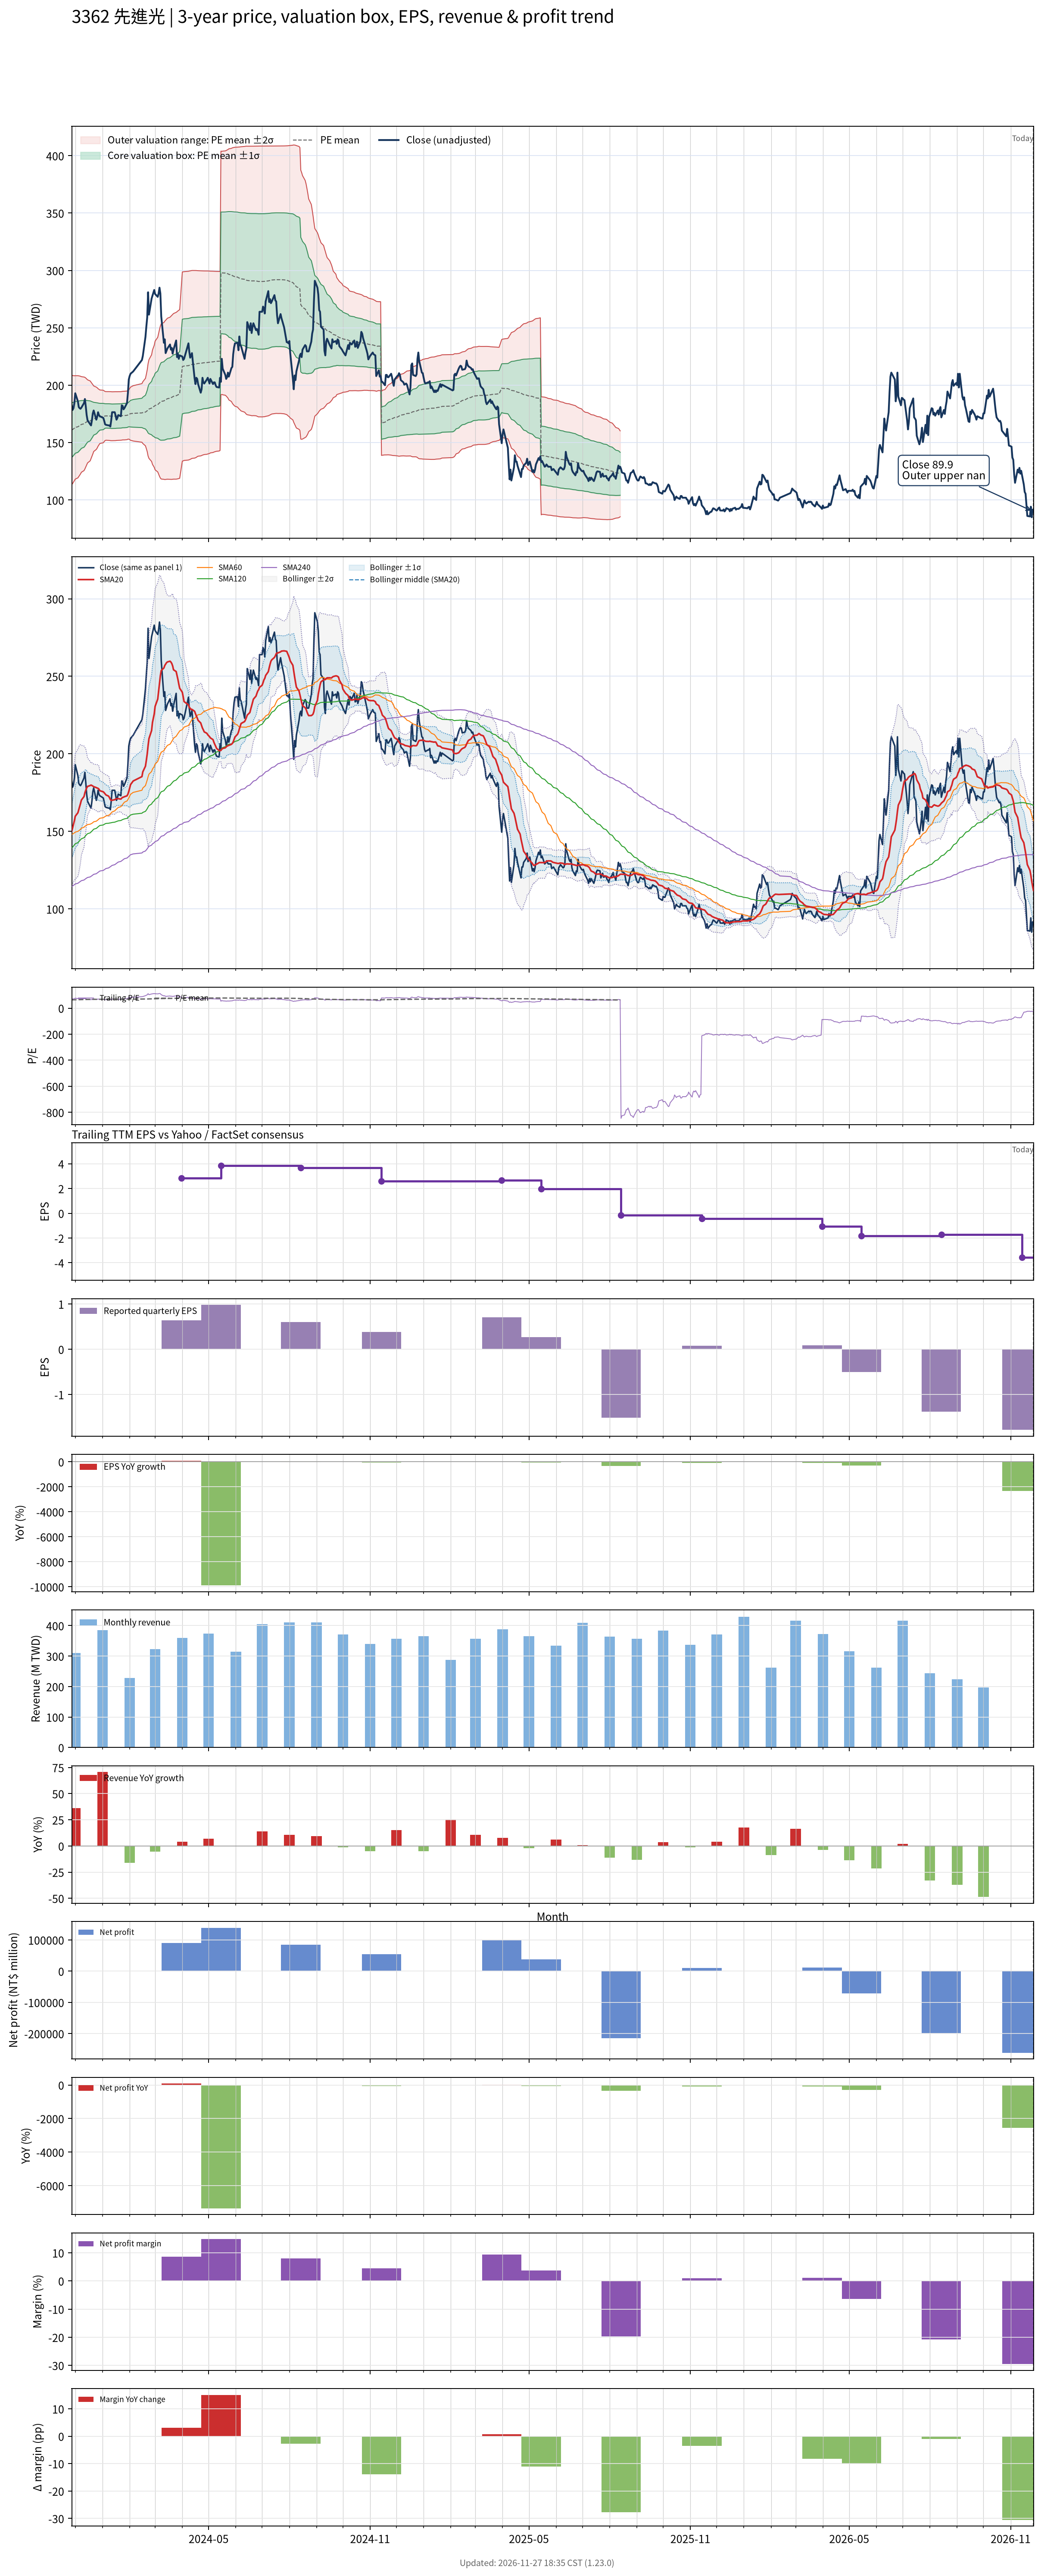 3362 先進光 | 3-year price, valuation box, EPS, revenue & profit trend
Outer valuation range: PE mean ±2σ
PE mean
Close (unadjusted)
Core valuation box: PE mean ±1σ
Today
400
350
300
250
200
150
100
Price (TWD)
Close 89.9
Outer upper nan
Close (same as panel 1)
SMA20
SMA60
SMA120
SMA240
Bollinger ±2σ
Bollinger ±1σ
Bollinger middle (SMA20)
300
250
200
150
100
Price
Trailing P/E
P/E mean
0
-200
-400
-600
-800
P/E
Trailing TTM EPS vs Yahoo / FactSet consensus
Today
4
2
0
-2
-4
EPS
Reported quarterly EPS
1
0
-1
EPS
EPS YoY growth
0
-2000
-4000
-6000
-8000
-10000
YoY (%)
Monthly revenue
400
300
200
100
0
Revenue (M TWD)
Revenue YoY growth
75
50
25
0
-25
-50
YoY (%)
Month
Net profit
100000
0
-100000
-200000
Net profit (NT$ million)
Net profit YoY
0
-2000
-4000
-6000
YoY (%)
Net profit margin
10
0
-10
-20
-30
Margin (%)
Margin YoY change
10
0
-10
-20
-30
Δ margin (pp)
2024-05
2024-11
2025-05
2025-11
2026-05
2026-11
Updated: 2026-11-27 18:35 CST (1.23.0)